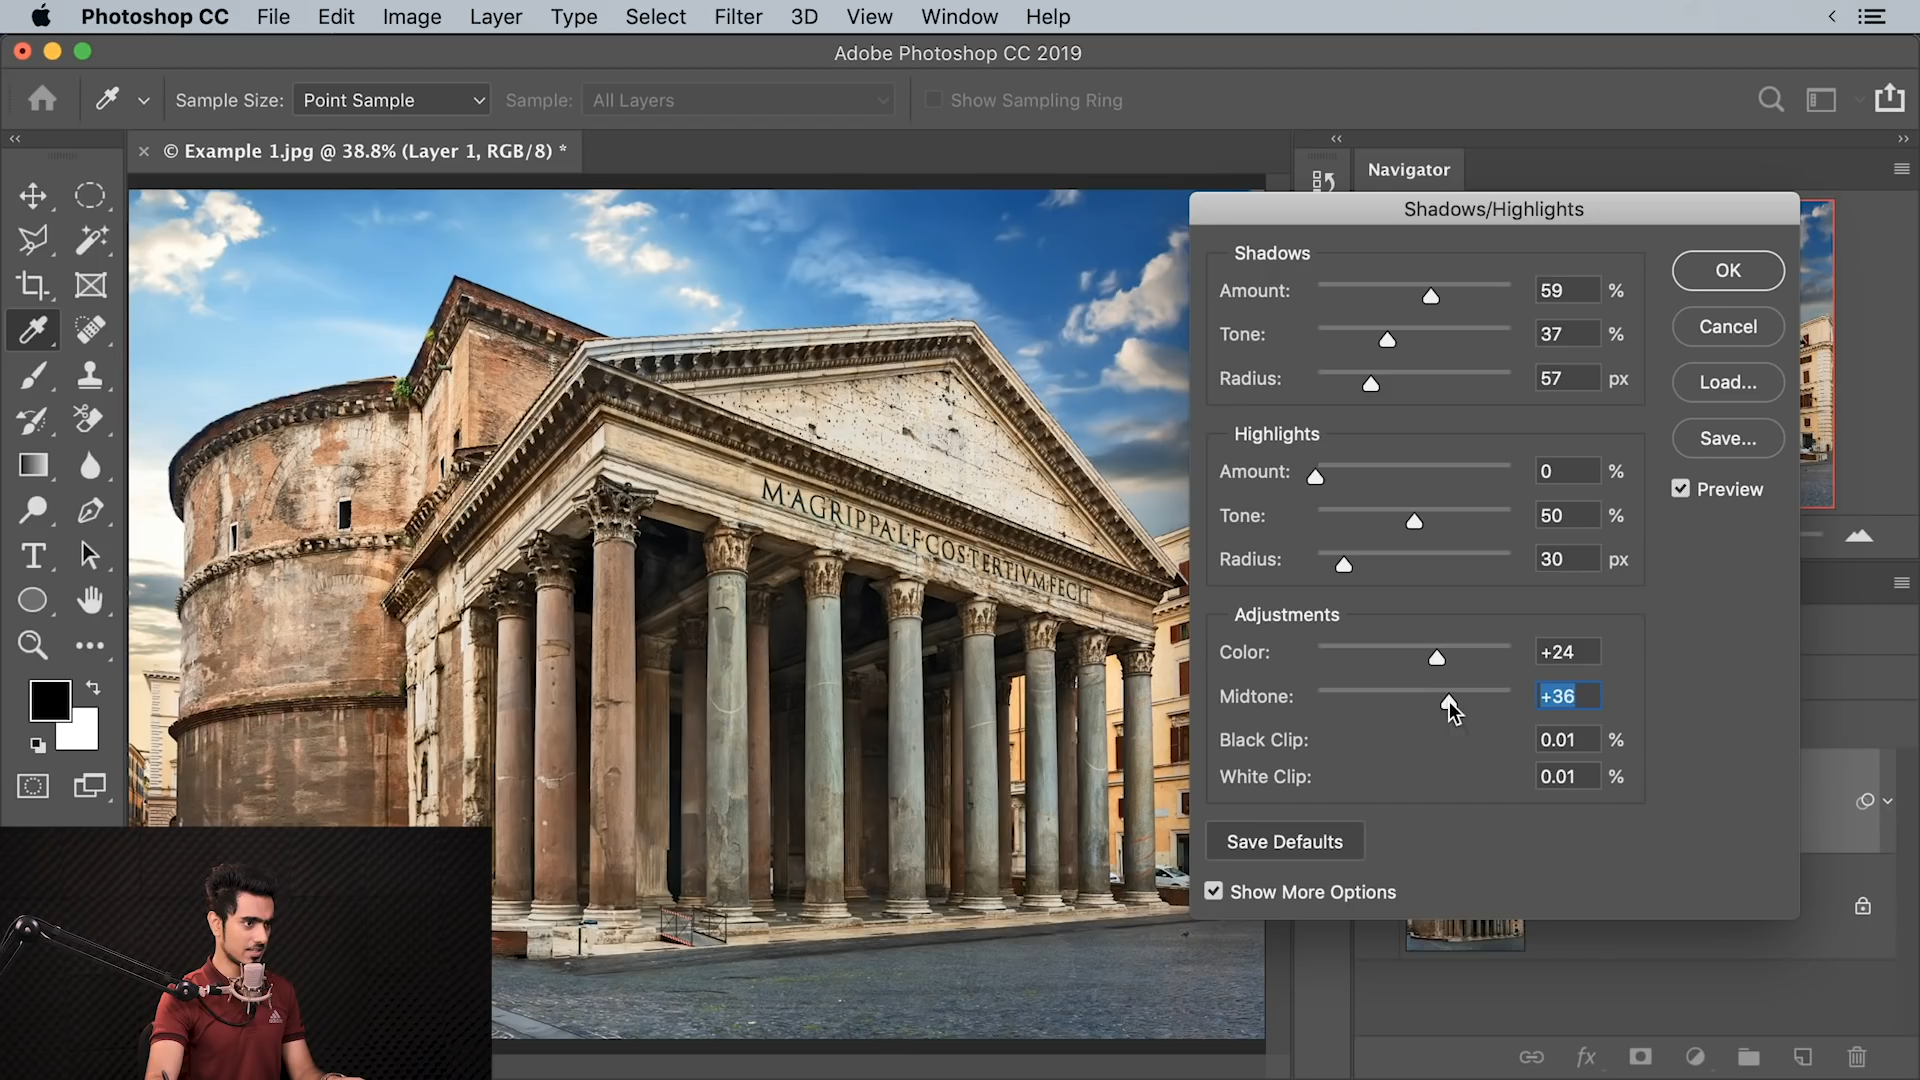 Photoshop CC File Edit Image Layer Type Select Filter 3D View Window Help
Adobe Photoshop CC 2019
Sample Size: Point Sample Sample: All Layers Show Sampling Ring
© Example 1.jpg @ 38.8% (Layer 1, RGB/8) *
Navigator
Shadows/Highlights
Shadows
Amount: 59 %
Tone: 37 %
Radius: 57 px
Highlights
Amount: 0 %
Tone: 50 %
Radius: 30 px
Adjustments
Color: +24
Midtone: +36
Black Clip: 0.01 %
White Clip: 0.01 %
OK
Cancel
Load...
Save...
Preview
Save Defaults
Show More Options
M·AGRIPPA·L·F·COS·TERTIVM·FECIT
T
fx